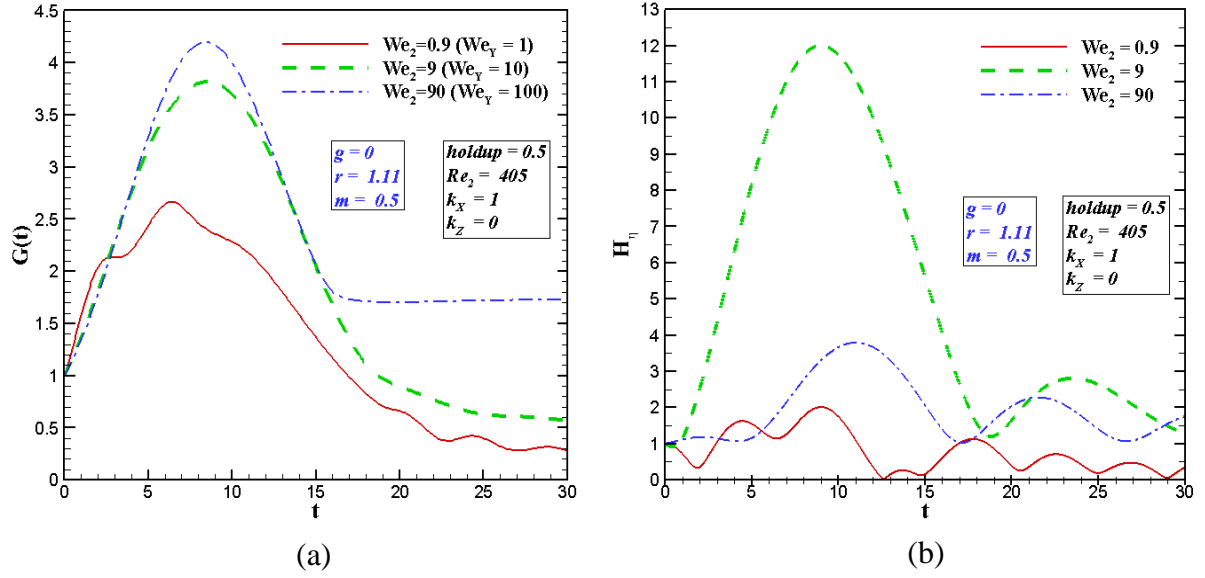 G(t)
4.5
4
3.5
3
2.5
2
1.5
1
0.5
0
0 5 10 15 20 25 30
t
We2=0.9 (WeY = 1)
We2=9 (WeY = 10)
We2=90 (WeY = 100)
g = 0
r = 1.11
m = 0.5
holdup = 0.5
Re2 = 405
kX = 1
kZ = 0
(a)
Hη
13
12
11
10
9
8
7
6
5
4
3
2
1
0
0 5 10 15 20 25 30
t
We2 = 0.9
We2 = 9
We2 = 90
g = 0
r = 1.11
m = 0.5
holdup = 0.5
Re2 = 405
kX = 1
kZ = 0
(b)